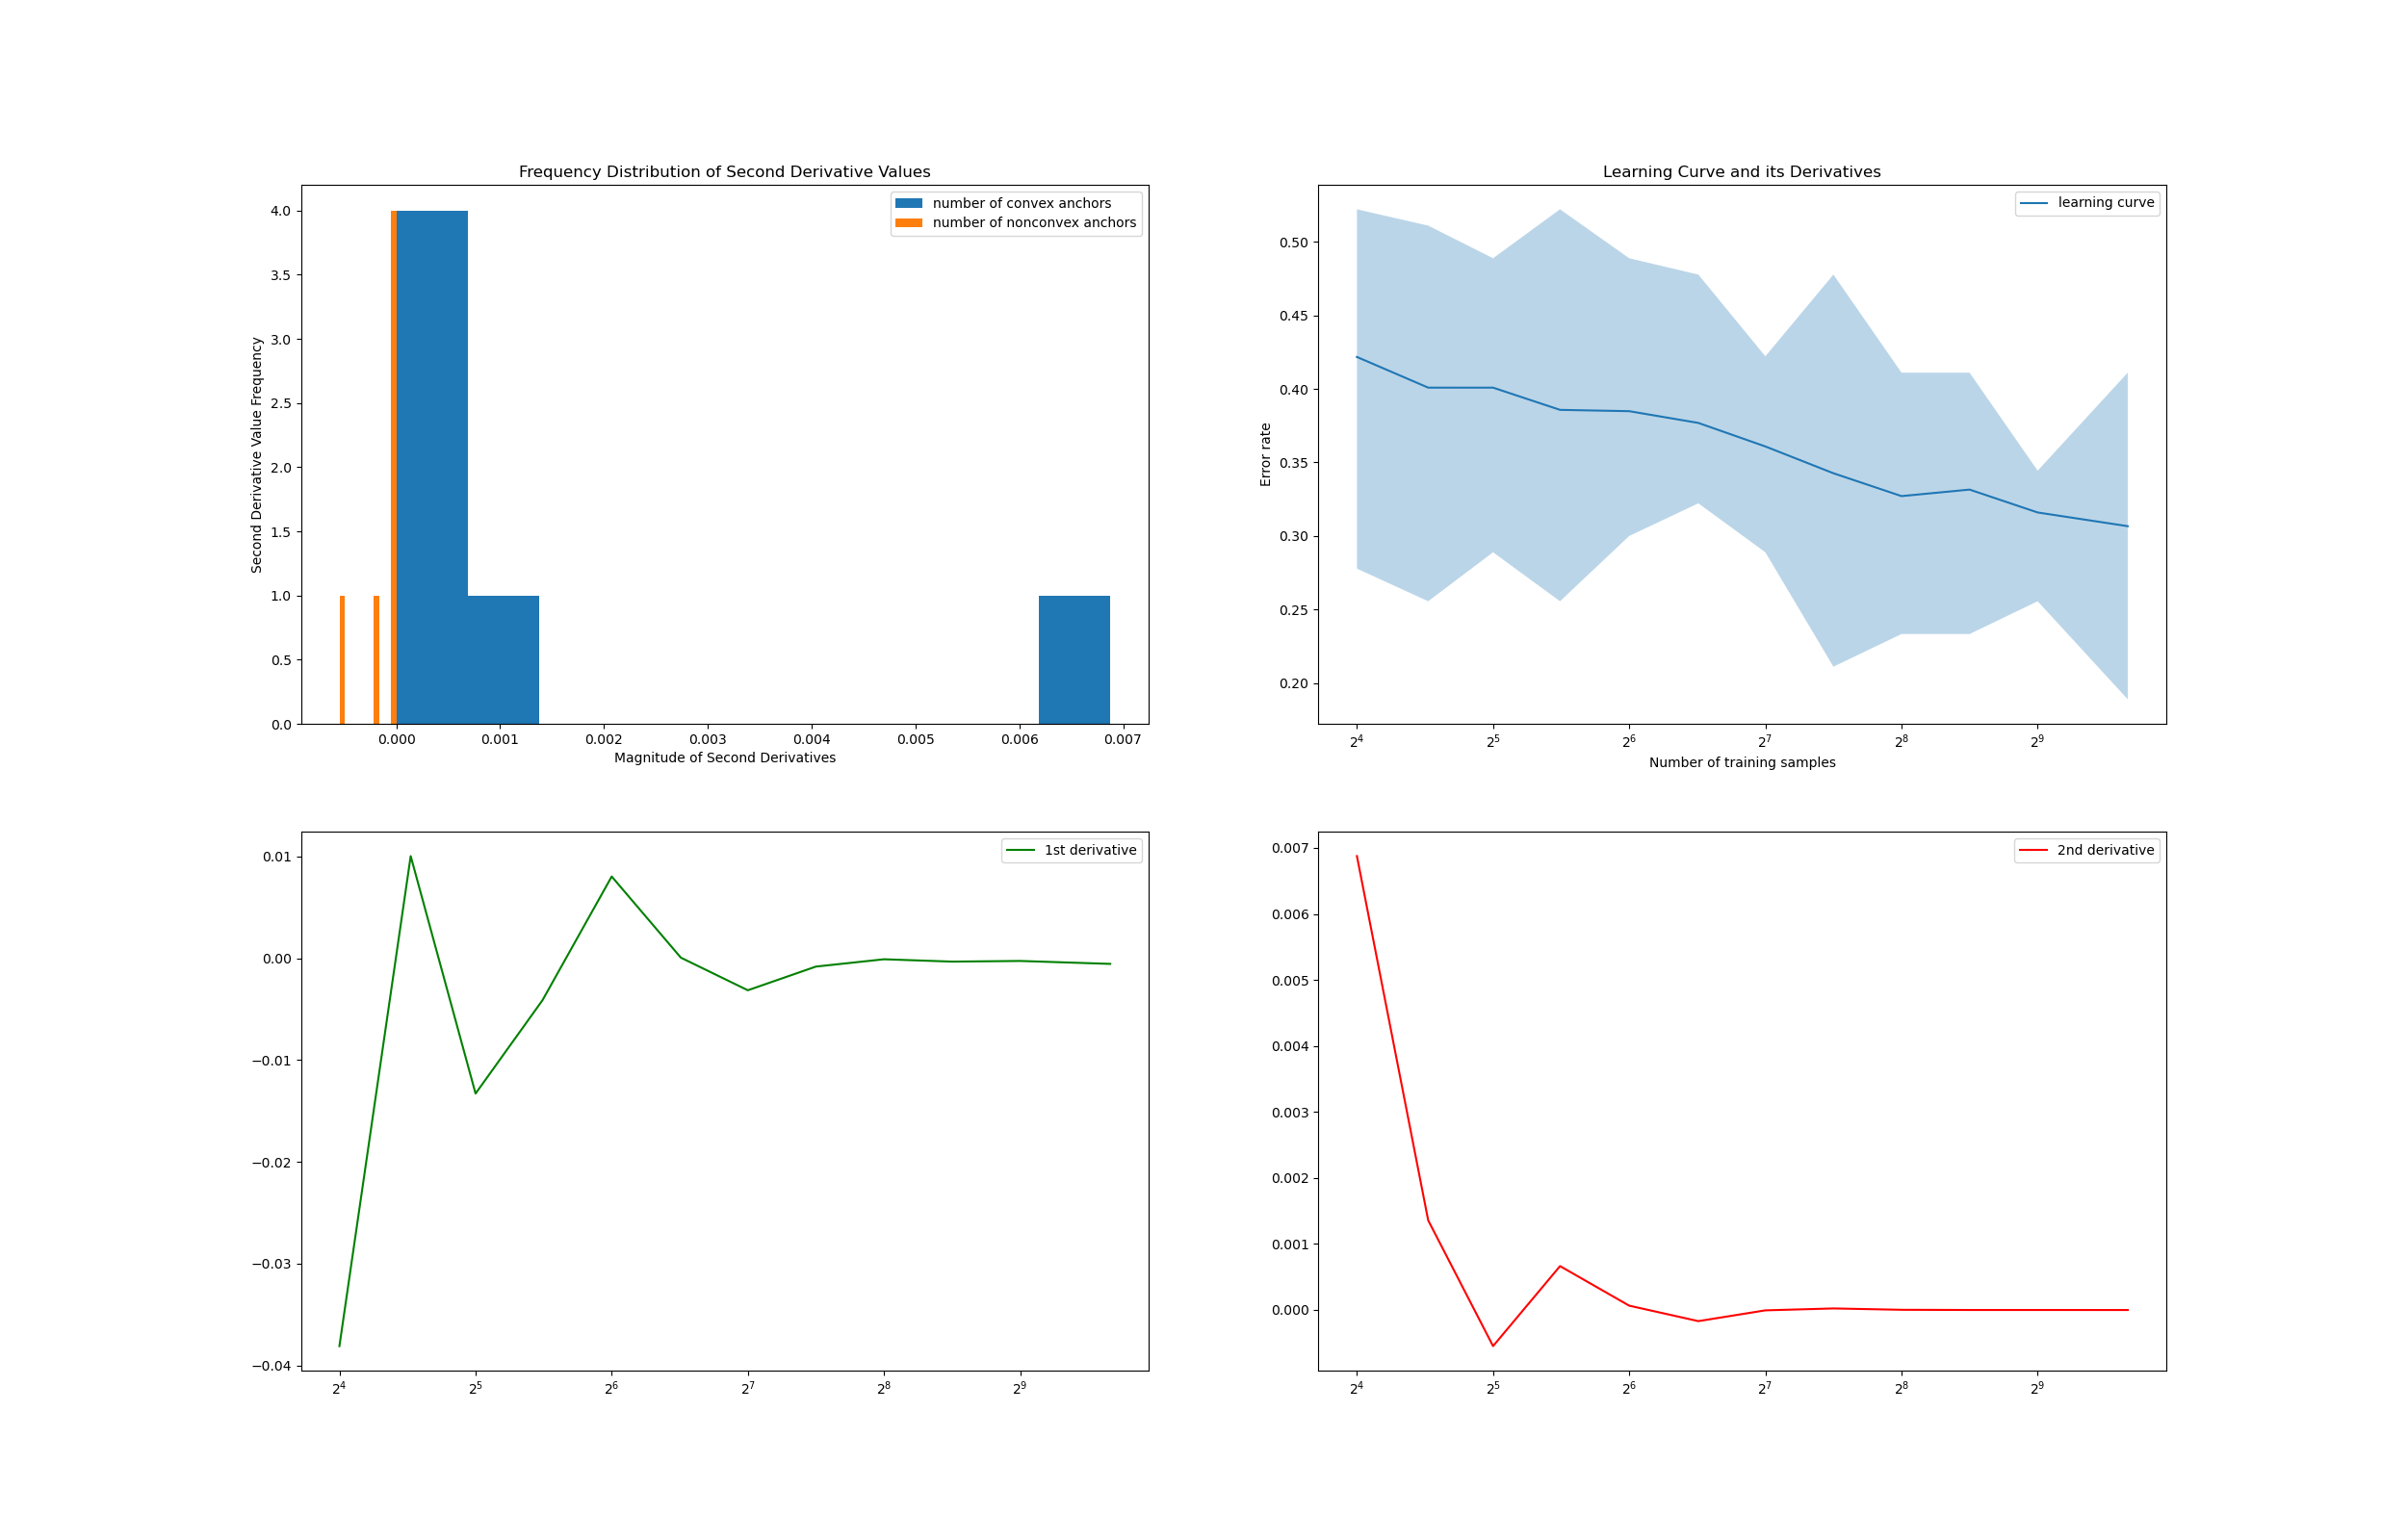 Frequency Distribution of Second Derivative Values
number of convex anchors
number of nonconvex anchors
Second Derivative Value Frequency
4.0
3.5
3.0
2.5
2.0
1.5
1.0
0.5
0.0
0.000 0.001 0.002 0.003 0.004 0.005 0.006 0.007
Magnitude of Second Derivatives
Learning Curve and its Derivatives
learning curve
Error rate
0.50
0.45
0.40
0.35
0.30
0.25
0.20
2⁴ 2⁵ 2⁶ 2⁷ 2⁸ 2⁹
Number of training samples
1st derivative
0.01
0.00
−0.01
−0.02
−0.03
−0.04
2⁴ 2⁵ 2⁶ 2⁷ 2⁸ 2⁹
2nd derivative
0.007
0.006
0.005
0.004
0.003
0.002
0.001
0.000
2⁴ 2⁵ 2⁶ 2⁷ 2⁸ 2⁹